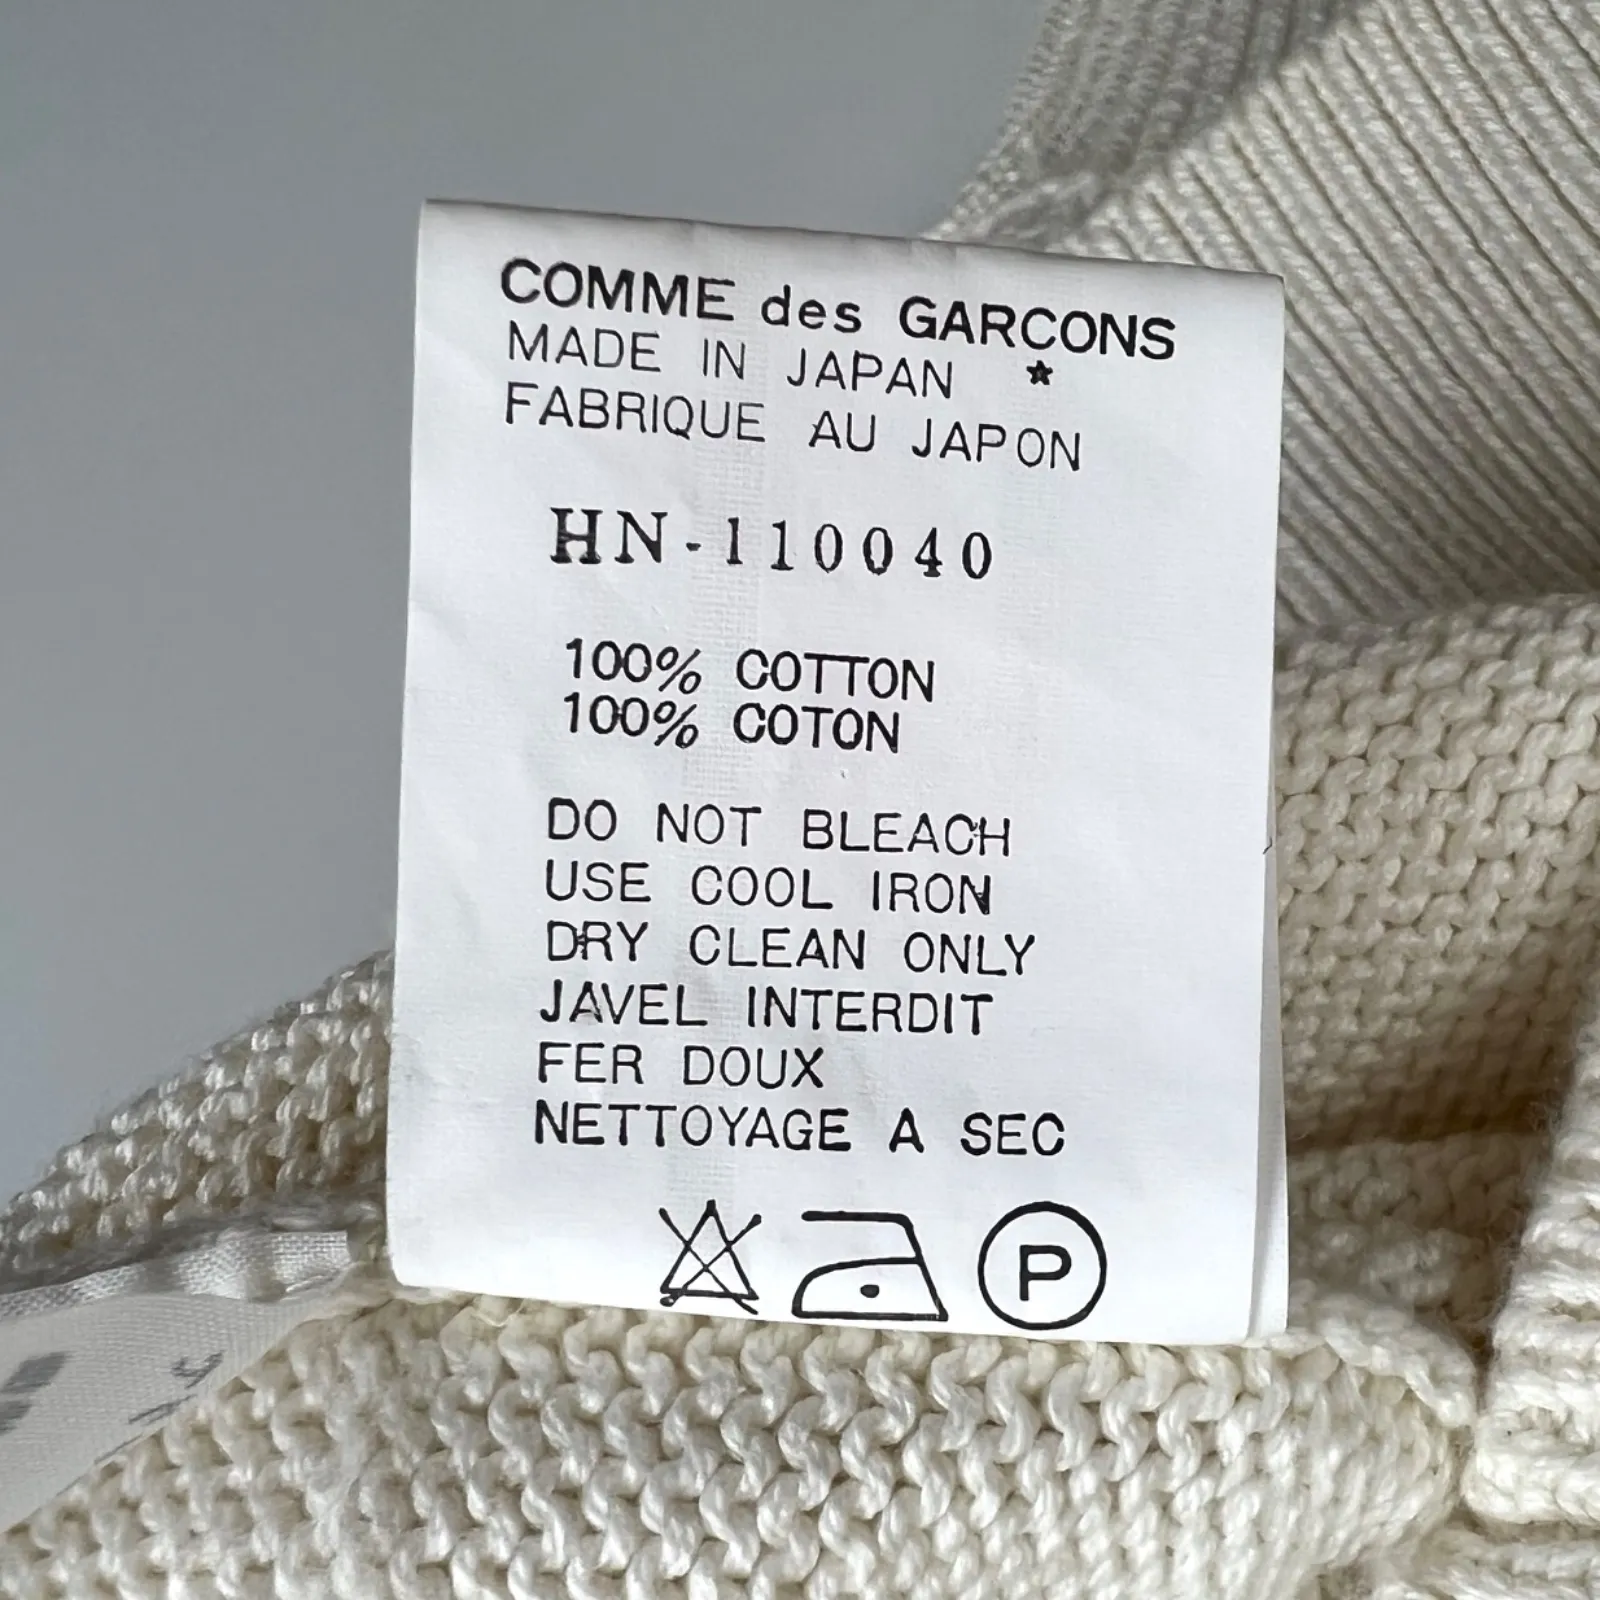 COMME des GARCONS
MADE IN JAPAN ★
FABRIQUE AU JAPON
HN-110040
100% COTTON
100% COTON
DO NOT BLEACH
USE COOL IRON
DRY CLEAN ONLY
JAVEL INTERDIT
FER DOUX
NETTOYAGE A SEC
P